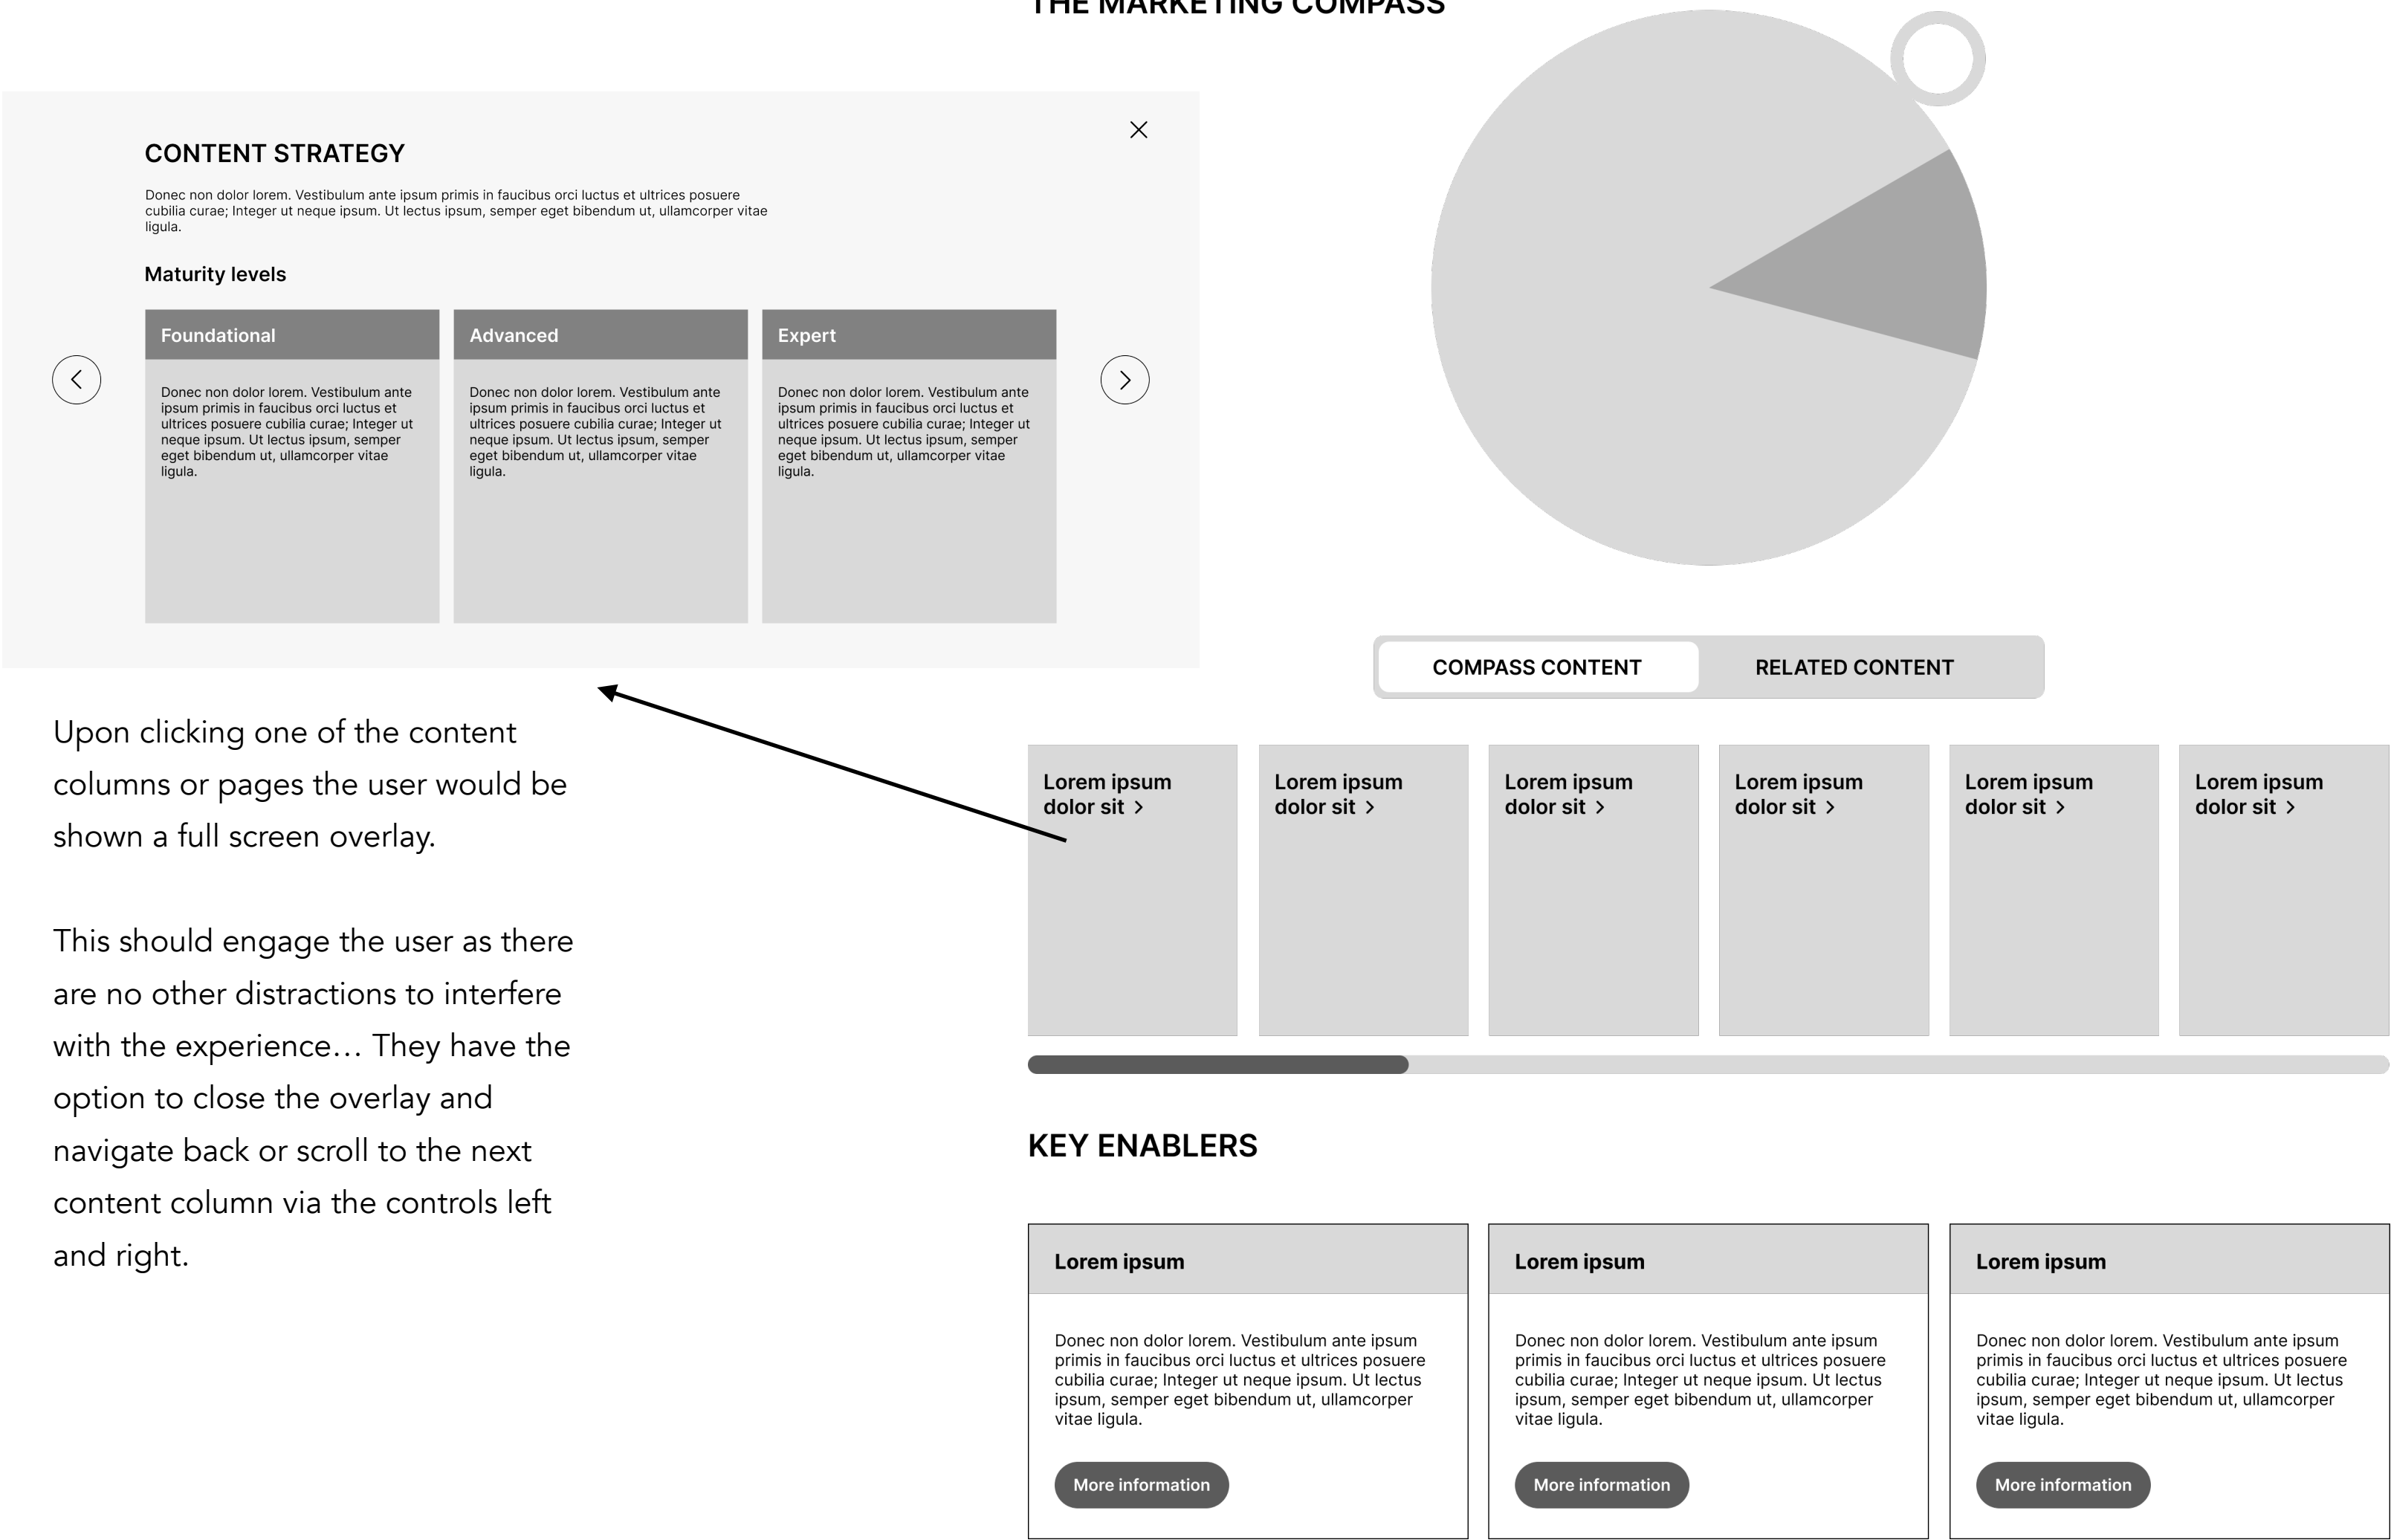 THE MARKETING COMPASS
CONTENT STRATEGY
Donec non dolor lorem. Vestibulum ante ipsum primis in faucibus orci luctus et ultrices posuere
cubilia curae; Integer ut neque ipsum. Ut lectus ipsum, semper eget bibendum ut, ullamcorper vitae
ligula.
Maturity levels
Foundational
Donec non dolor lorem. Vestibulum ante
ipsum primis in faucibus orci luctus et
ultrices posuere cubilia curae; Integer ut
neque ipsum. Ut lectus ipsum, semper
eget bibendum ut, ullamcorper vitae
ligula.
Advanced
Donec non dolor lorem. Vestibulum ante
ipsum primis in faucibus orci luctus et
ultrices posuere cubilia curae; Integer ut
neque ipsum. Ut lectus ipsum, semper
eget bibendum ut, ullamcorper vitae
ligula.
Expert
Donec non dolor lorem. Vestibulum ante
ipsum primis in faucibus orci luctus et
ultrices posuere cubilia curae; Integer ut
neque ipsum. Ut lectus ipsum, semper
eget bibendum ut, ullamcorper vitae
ligula.
Upon clicking one of the content
columns or pages the user would be
shown a full screen overlay.
This should engage the user as there
are no other distractions to interfere
with the experience… They have the
option to close the overlay and
navigate back or scroll to the next
content column via the controls left
and right.
COMPASS CONTENT
RELATED CONTENT
Lorem ipsum
dolor sit >
Lorem ipsum
dolor sit >
Lorem ipsum
dolor sit >
Lorem ipsum
dolor sit >
Lorem ipsum
dolor sit >
Lorem ipsum
dolor sit >
KEY ENABLERS
Lorem ipsum
Donec non dolor lorem. Vestibulum ante ipsum
primis in faucibus orci luctus et ultrices posuere
cubilia curae; Integer ut neque ipsum. Ut lectus
ipsum, semper eget bibendum ut, ullamcorper
vitae ligula.
More information
Lorem ipsum
Donec non dolor lorem. Vestibulum ante ipsum
primis in faucibus orci luctus et ultrices posuere
cubilia curae; Integer ut neque ipsum. Ut lectus
ipsum, semper eget bibendum ut, ullamcorper
vitae ligula.
More information
Lorem ipsum
Donec non dolor lorem. Vestibulum ante ipsum
primis in faucibus orci luctus et ultrices posuere
cubilia curae; Integer ut neque ipsum. Ut lectus
ipsum, semper eget bibendum ut, ullamcorper
vitae ligula.
More information